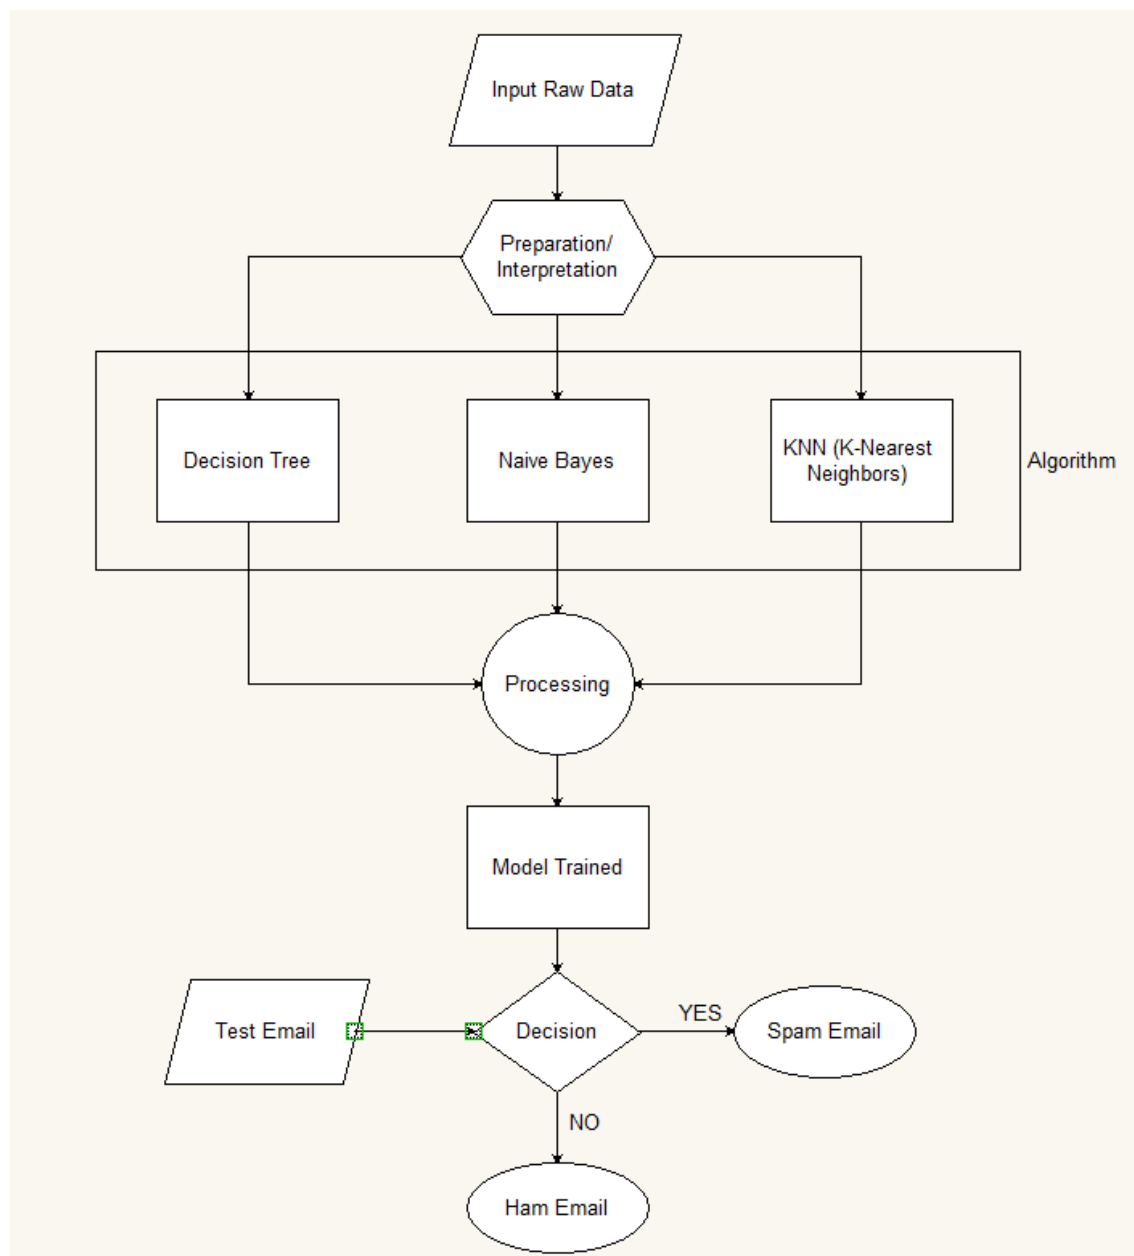 Input Raw Data
Preparation/
Interpretation
Decision Tree
Naive Bayes
KNN (K-Nearest
Neighbors)
Algorithm
Processing
Model Trained
Test Email
Decision
YES
Spam Email
NO
Ham Email